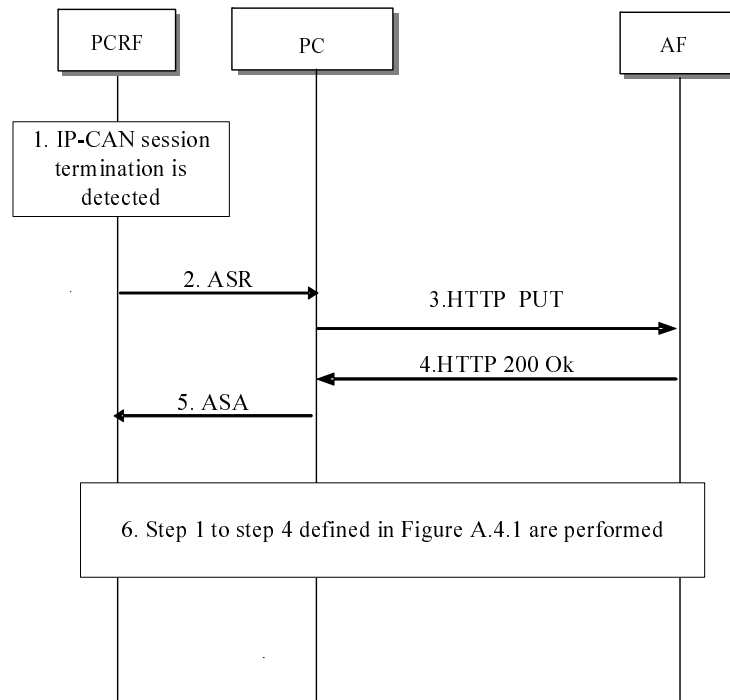 PCRF
PC
AF
1. IP-CAN session
termination is
detected
2. ASR
3.HTTP PUT
4.HTTP 200 Ok
5. ASA
6. Step 1 to step 4 defined in Figure A.4.1 are performed